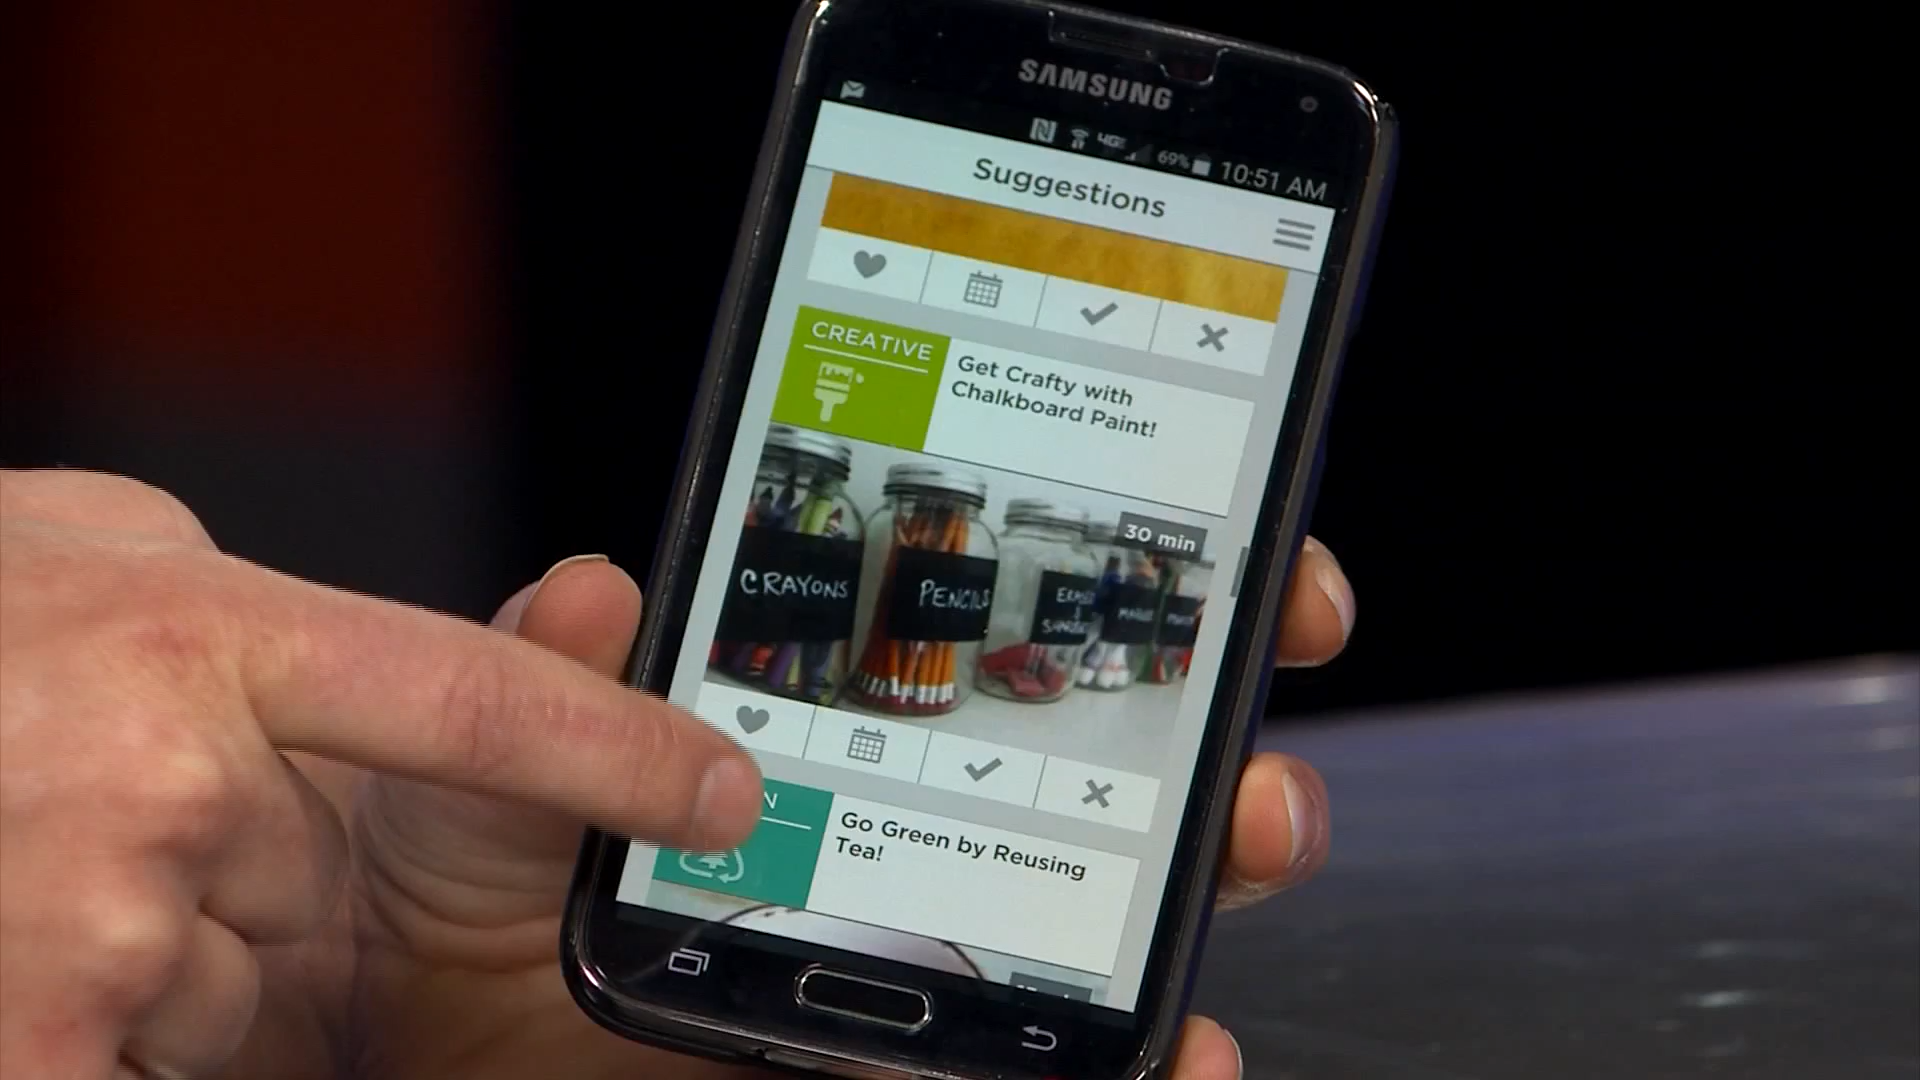 SAMSUNG
69% 10:51 AM
Suggestions
CREATIVE
Get Crafty with
Chalkboard Paint!
30 min
CRAYONS
PENCILS
Go Green by Reusing
Tea!